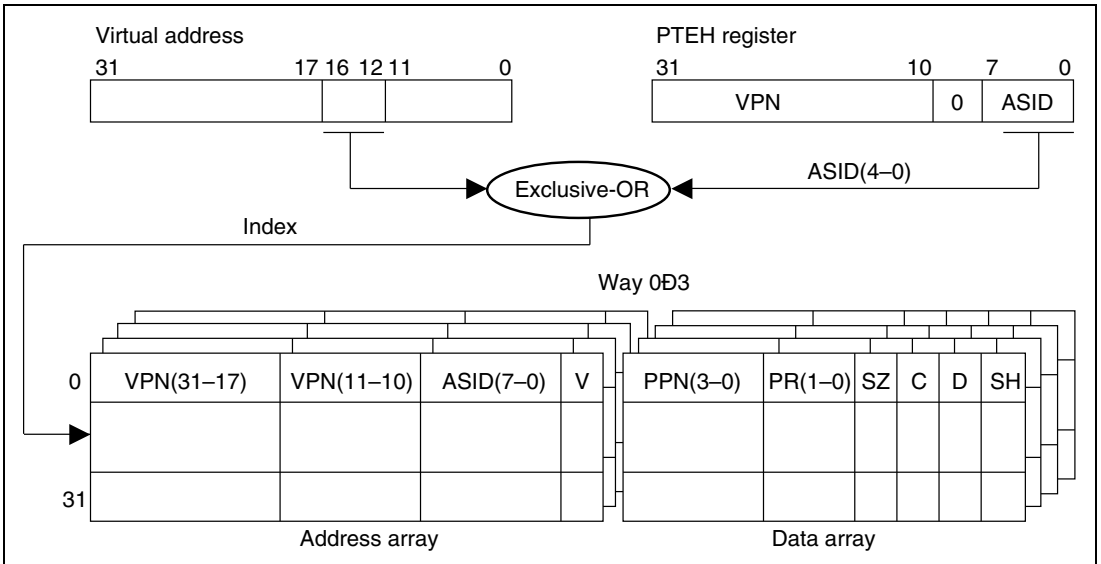 Virtual address PTEH register
31 17 16 12 11 0 31 10 7 0
VPN 0 ASID
ASID(4–0)
Exclusive-OR
Index
Way 0Ð3
0 VPN(31–17) VPN(11–10) ASID(7–0) V PPN(3–0) PR(1–0) SZ C D SH
31
Address array Data array